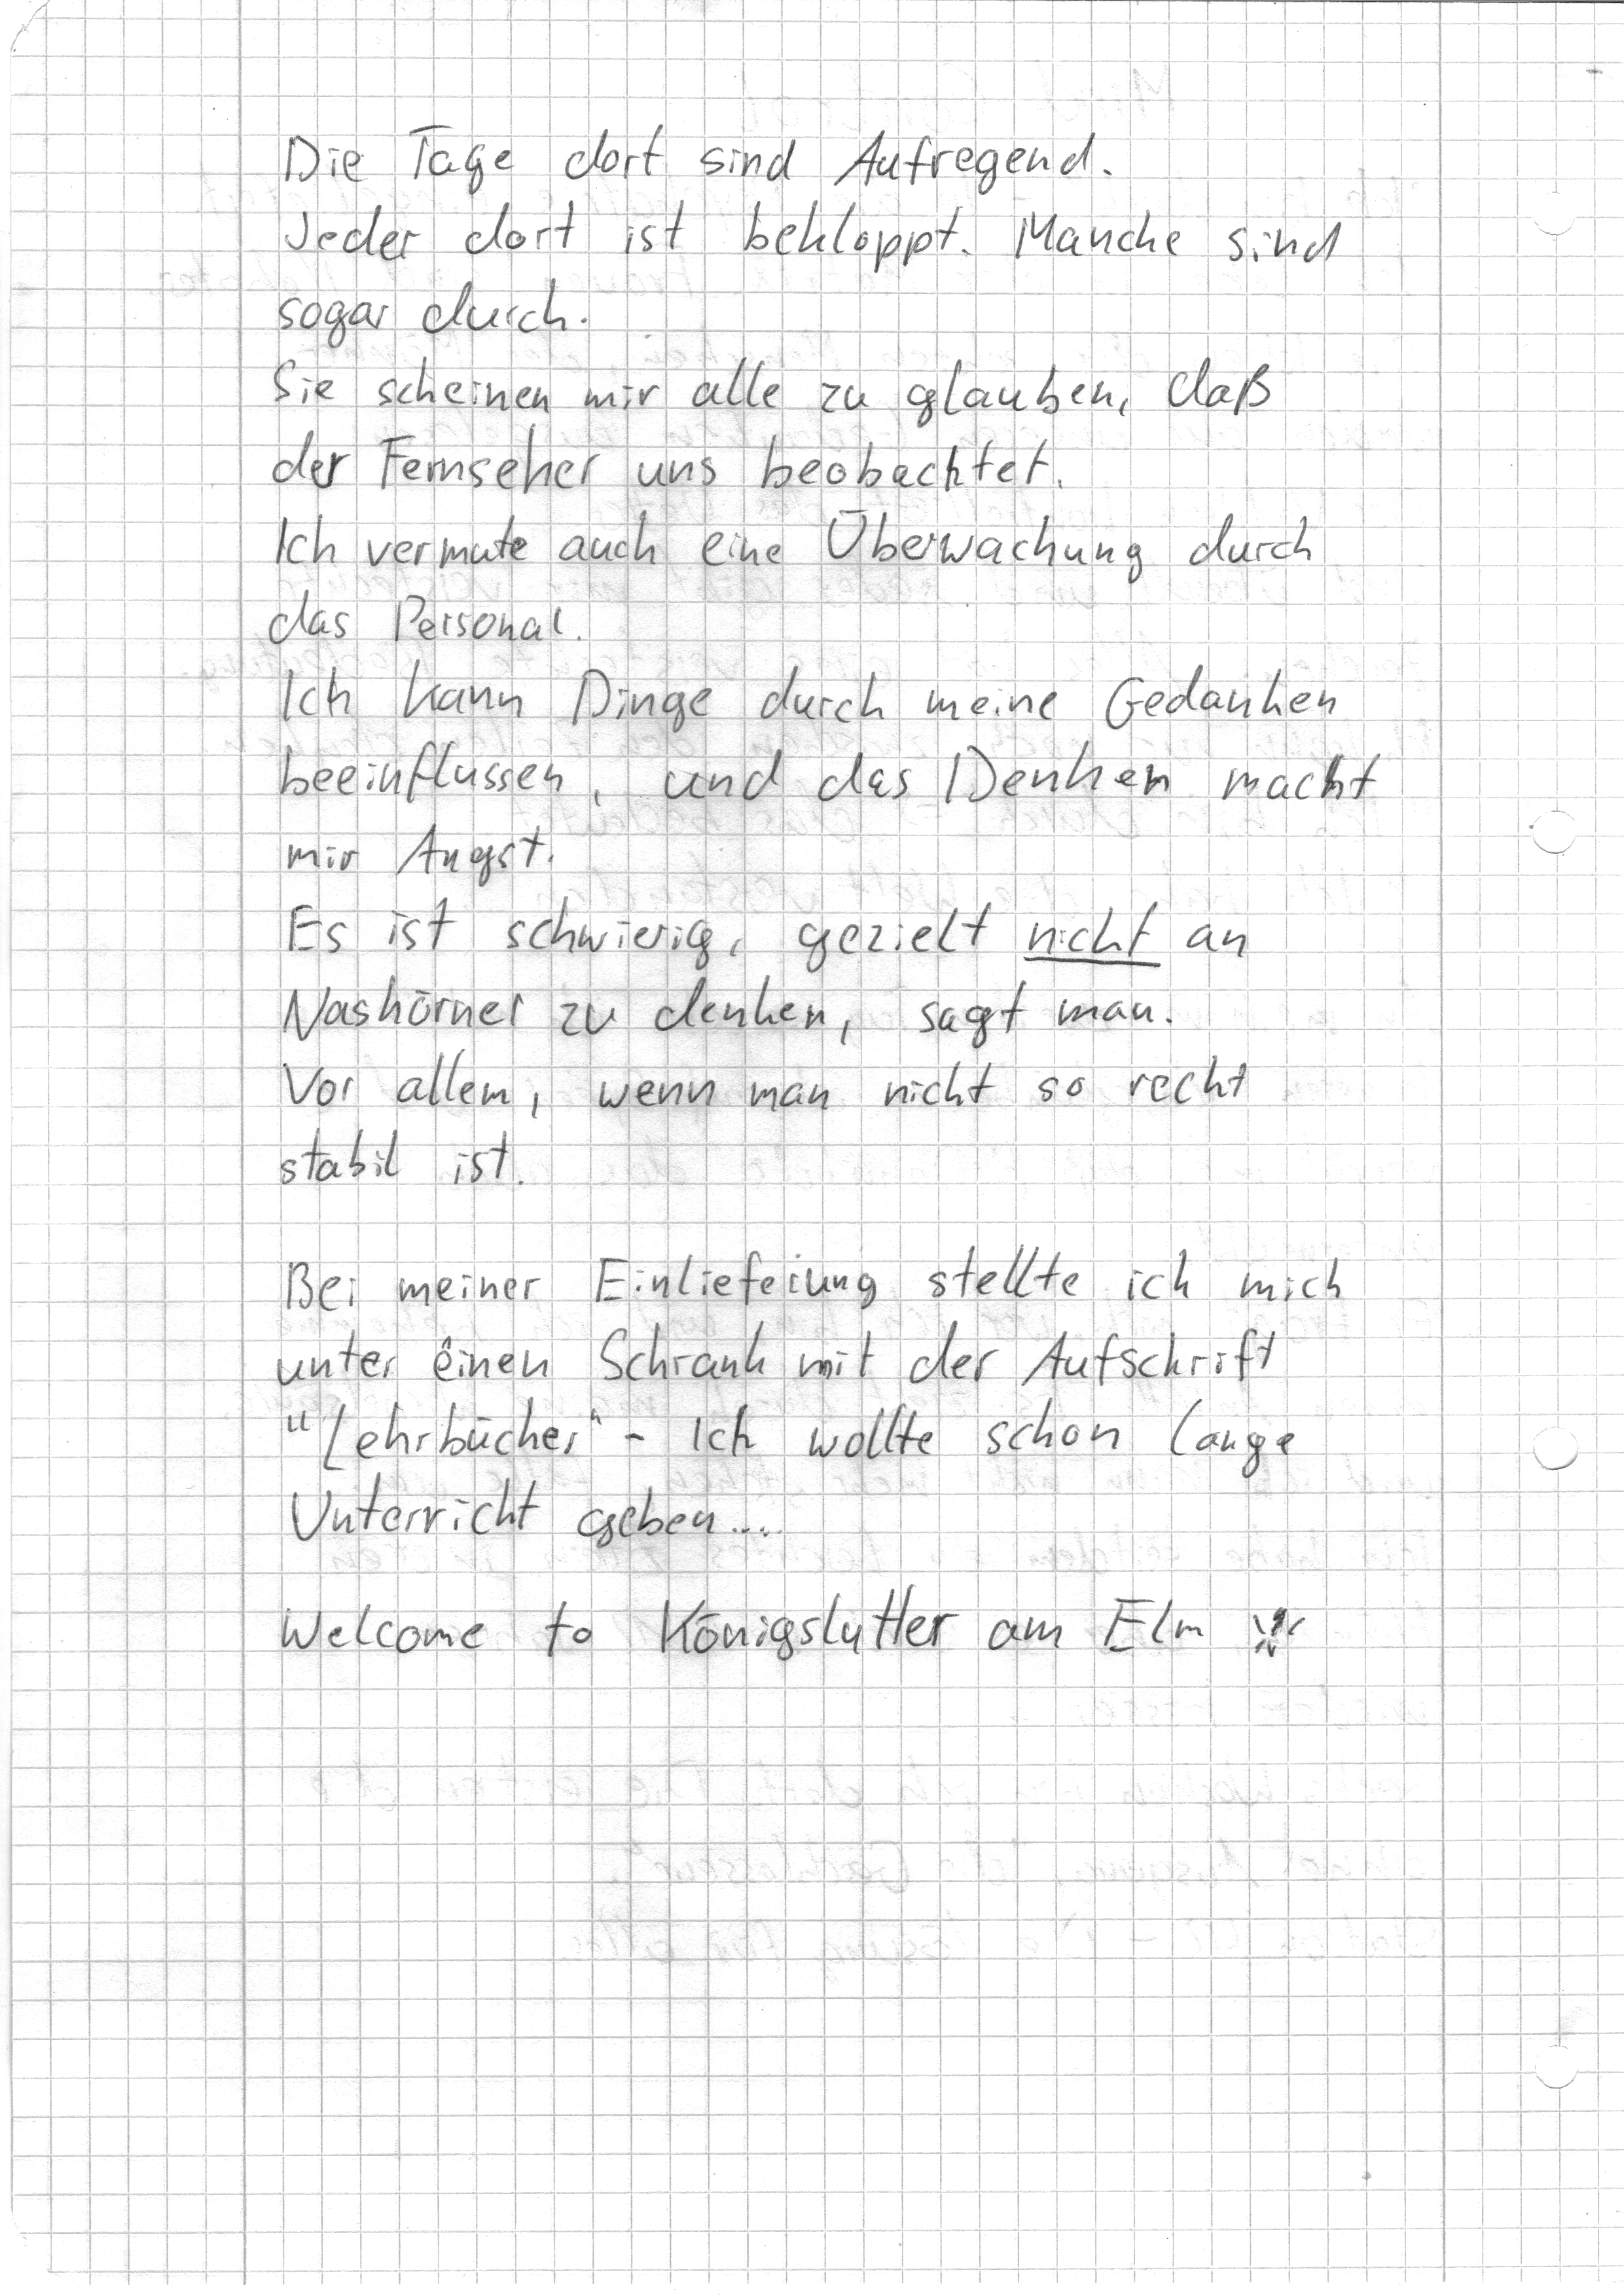 Die Tage dort sind Aufregend.
Jeder dort ist bekloppt. Manche sind
sogar durch.
Sie scheinen mir alle zu glauben, daß
der Fernseher uns beobachtet.
Ich vermute auch eine Überwachung durch
das Personal.
Ich kann Dinge durch meine Gedanken
beeinflussen, und das Denken macht
mir Angst.
Es ist schwierig, gezielt nicht an
Nashörner zu denken, sagt man.
Vor allem, wenn man nicht so recht
stabil ist.
Bei meiner Einlieferung stellte ich mich
unter einen Schrank mit der Aufschrift
"Lehrbücher" - Ich wollte schon lange
Unterricht geben....
Welcome to Königslutter am Elm